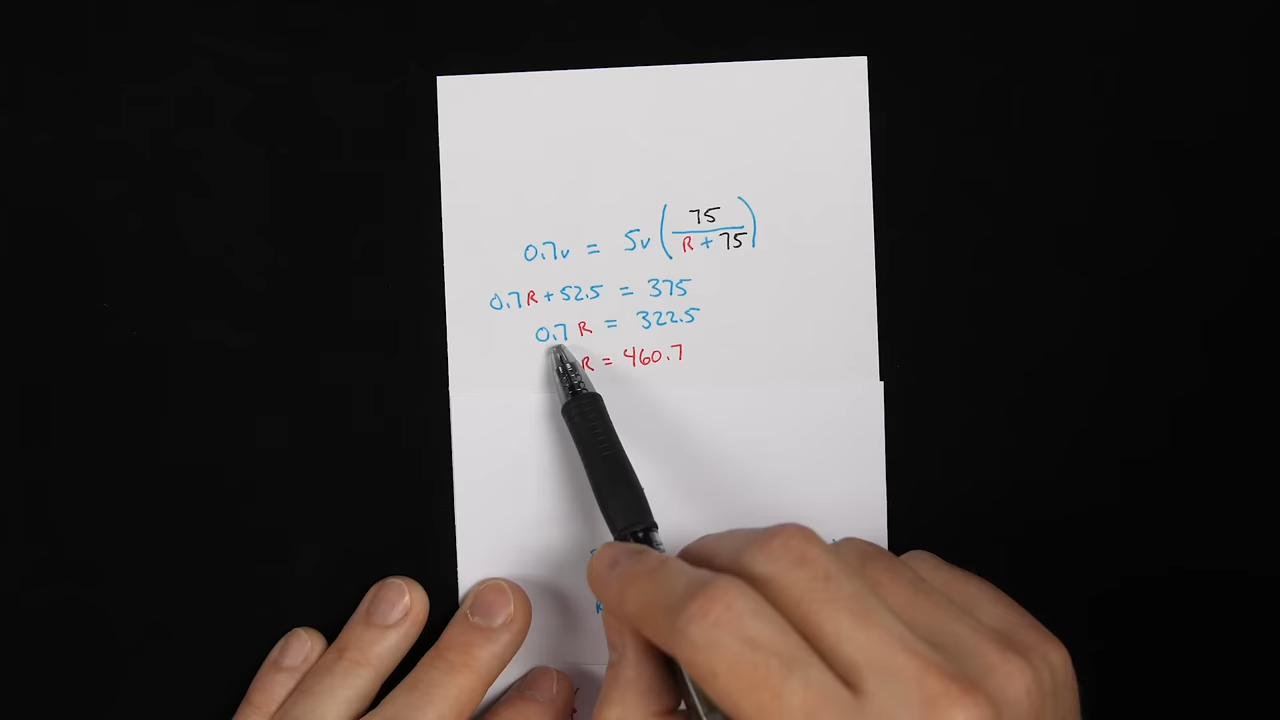 0.7v = 5v (75 / R + 75)
0.7R + 52.5 = 375
0.7 R = 322.5
R = 460.7